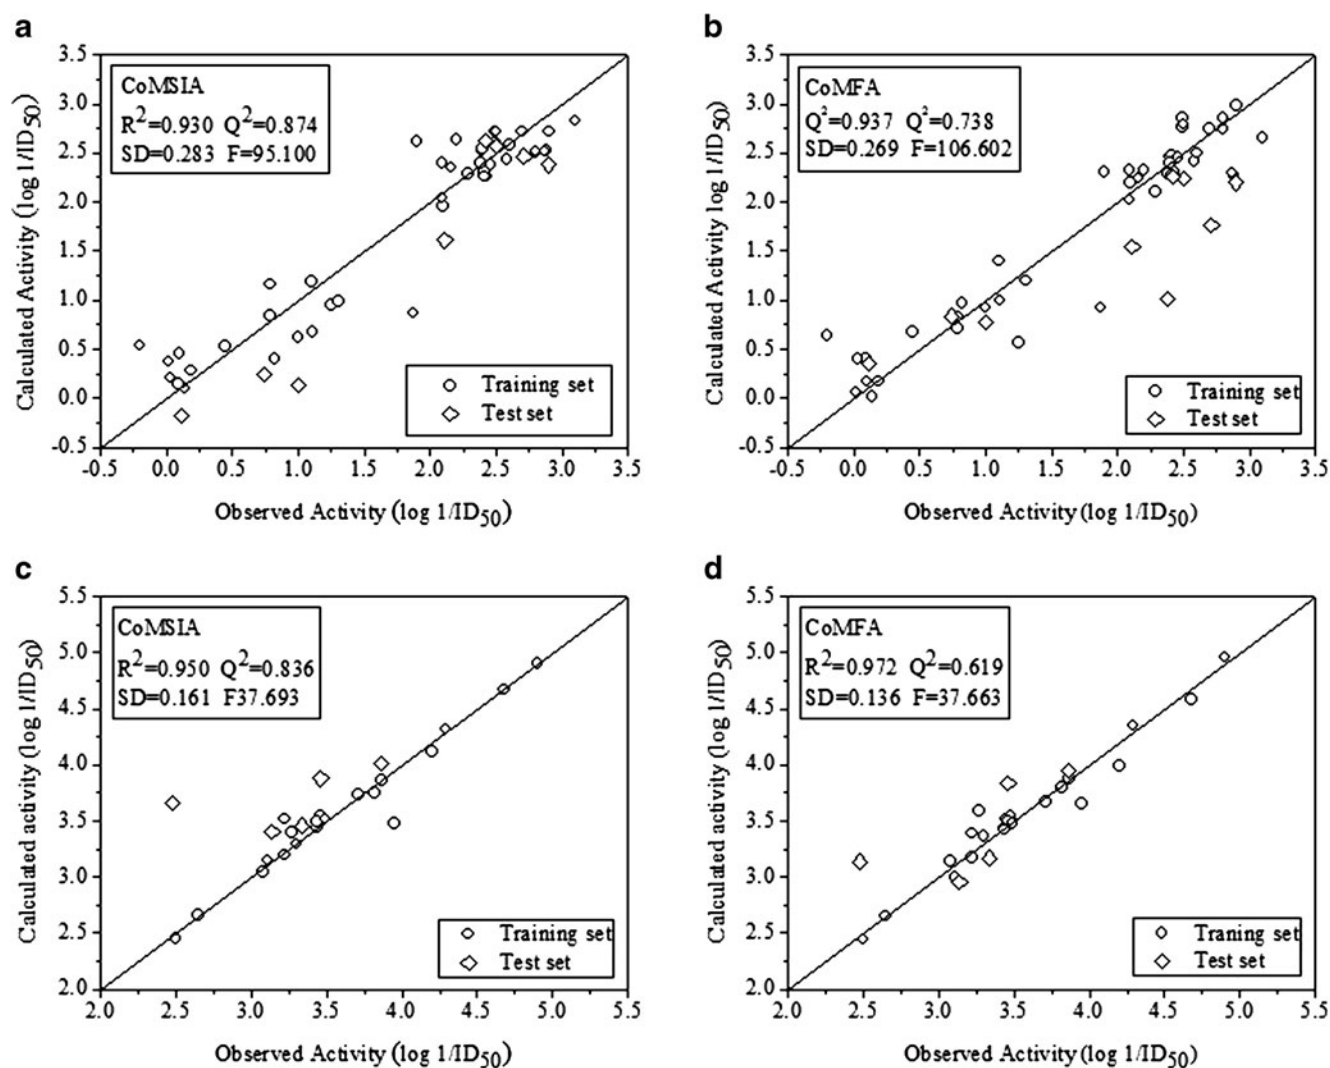 a
CoMSIA
R²=0.930 Q²=0.874
SD=0.283 F=95.100
Training set
Test set
3.5
3.0
2.5
2.0
1.5
1.0
0.5
0.0
-0.5
-0.5 0.0 0.5 1.0 1.5 2.0 2.5 3.0 3.5
Calculated Activity (log 1/ID50)
Observed Activity (log 1/ID50)
b
CoMFA
Q²=0.937 Q²=0.738
SD=0.269 F=106.602
Training set
Test set
3.5
3.0
2.5
2.0
1.5
1.0
0.5
0.0
-0.5
-0.5 0.0 0.5 1.0 1.5 2.0 2.5 3.0 3.5
Calculated Activity log 1/ID50)
Observed Activity (log 1/ID50)
c
CoMSIA
R²=0.950 Q²=0.836
SD=0.161 F37.693
Training set
Test set
5.5
5.0
4.5
4.0
3.5
3.0
2.5
2.0
2.0 2.5 3.0 3.5 4.0 4.5 5.0 5.5
Calculated activity (log 1/ID50)
Observed Activity (log 1/ID50)
d
CoMFA
R²=0.972 Q²=0.619
SD=0.136 F=37.663
Traning set
Test set
5.5
5.0
4.5
4.0
3.5
3.0
2.5
2.0
2.0 2.5 3.0 3.5 4.0 4.5 5.0 5.5
Calculated activity (log 1/ID50)
Observed Activity (log 1/ID50)